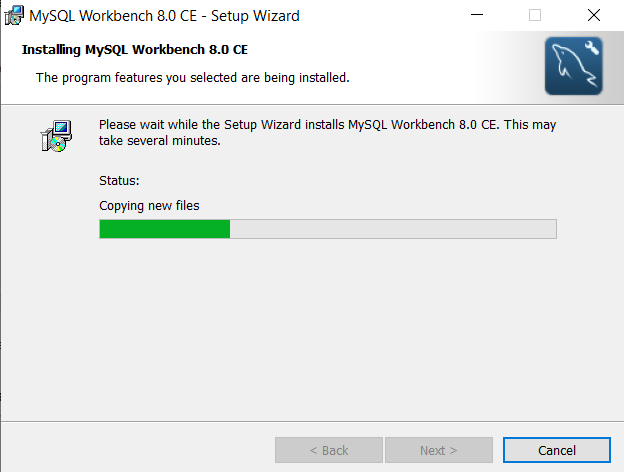 MySQL Workbench 8.0 CE - Setup Wizard
Installing MySQL Workbench 8.0 CE
The program features you selected are being installed.
Please wait while the Setup Wizard installs MySQL Workbench 8.0 CE. This may
take several minutes.
Status:
Copying new files
< Back
Next >
Cancel